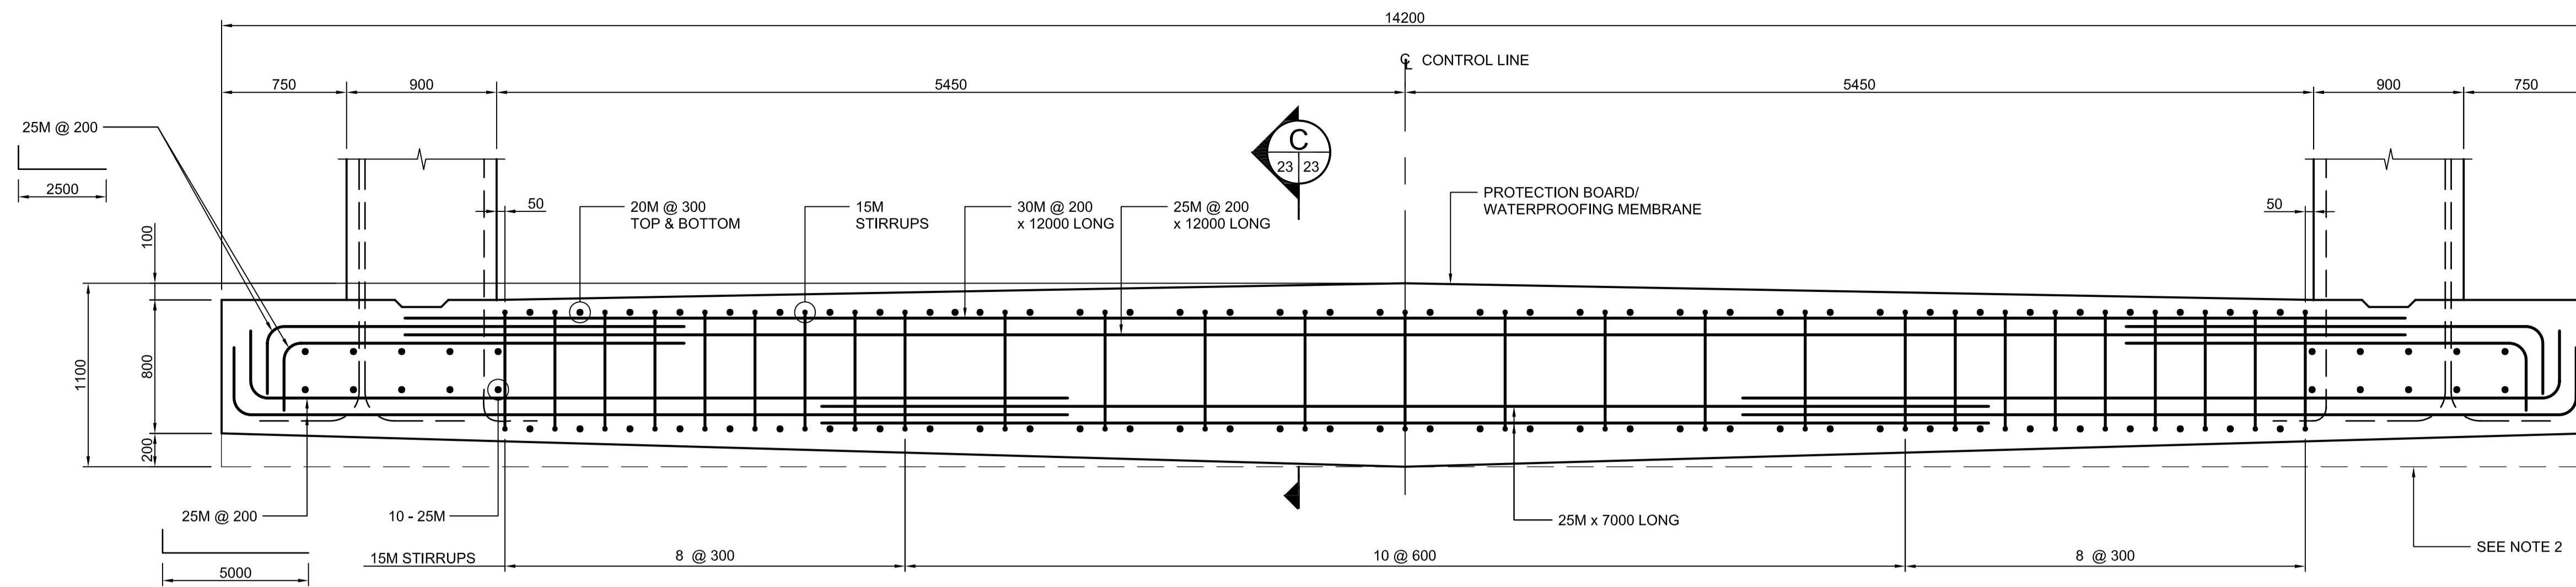 14200
℄ CONTROL LINE
750
900
5450
5450
900
750
25M @ 200
2500
C
23 23
50
20M @ 300
TOP & BOTTOM
15M
STIRRUPS
30M @ 200
x 12000 LONG
25M @ 200
x 12000 LONG
PROTECTION BOARD/
WATERPROOFING MEMBRANE
50
100
1100
800
200
25M @ 200
10 - 25M
25M x 7000 LONG
15M STIRRUPS
8 @ 300
10 @ 600
8 @ 300
SEE NOTE 2
5000